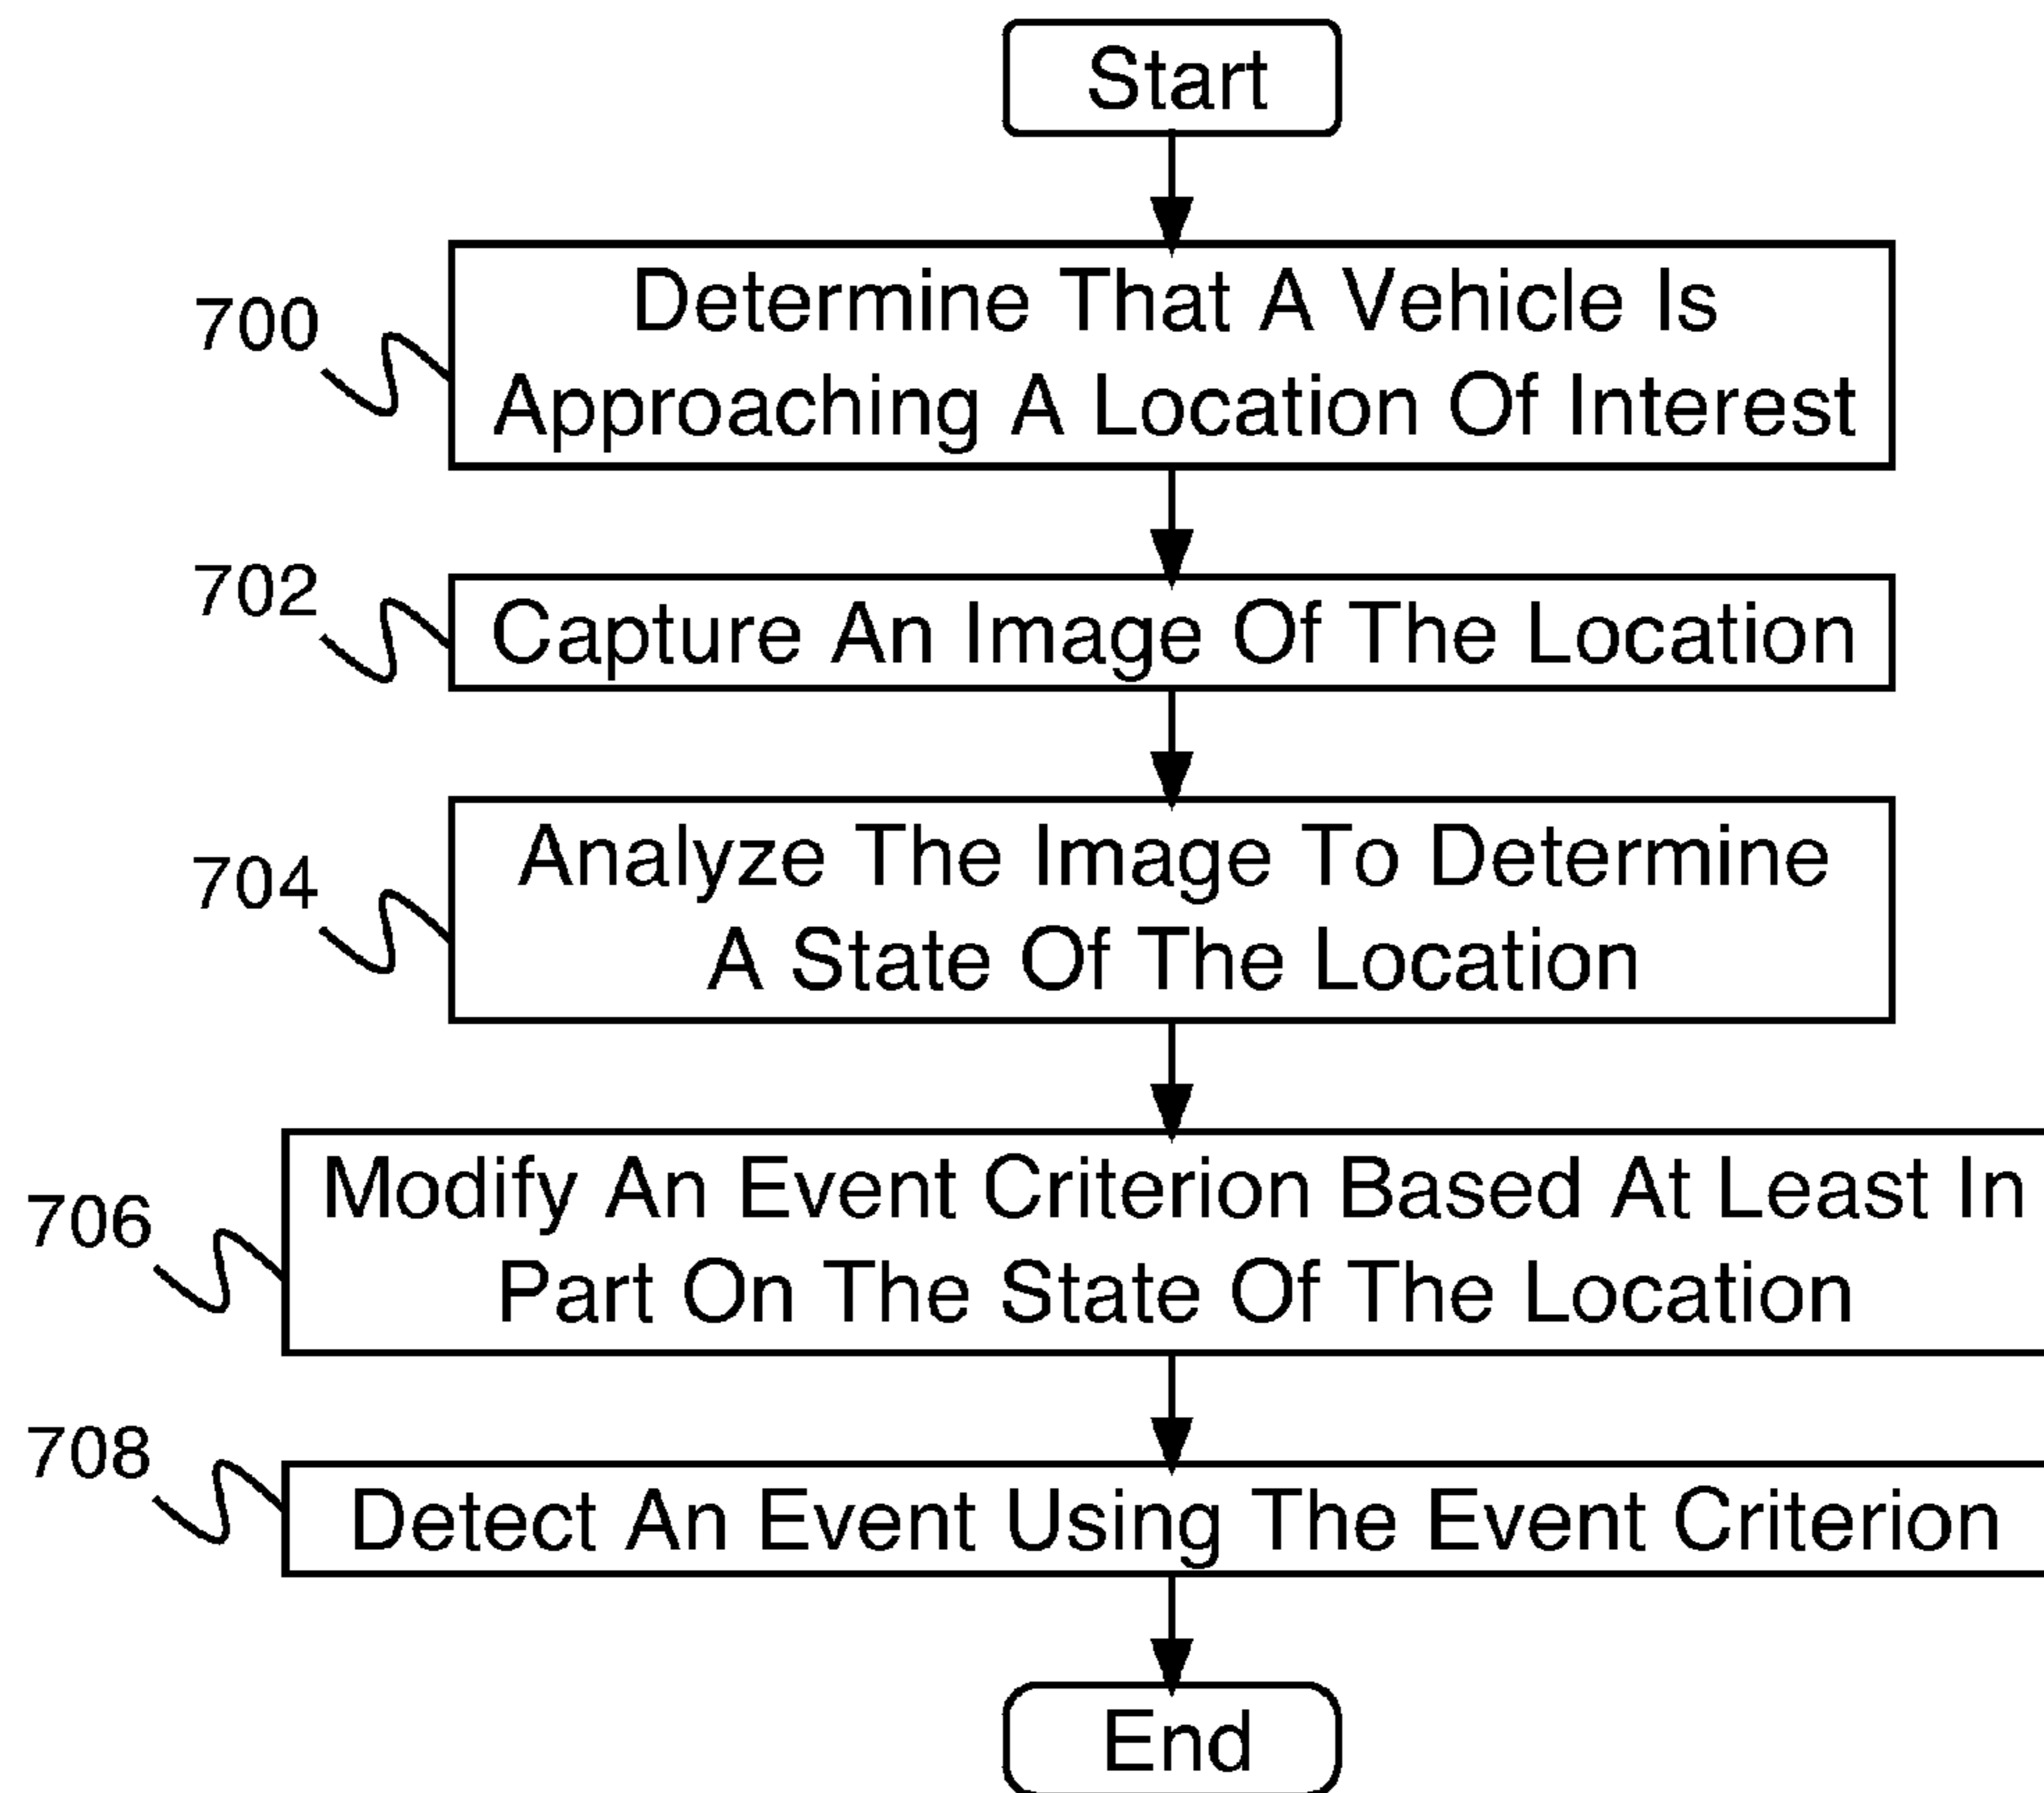 Start
700
Determine That A Vehicle Is
Approaching A Location Of Interest
702
Capture An Image Of The Location
704
Analyze The Image To Determine
A State Of The Location
706
Modify An Event Criterion Based At Least In
Part On The State Of The Location
708
Detect An Event Using The Event Criterion
End